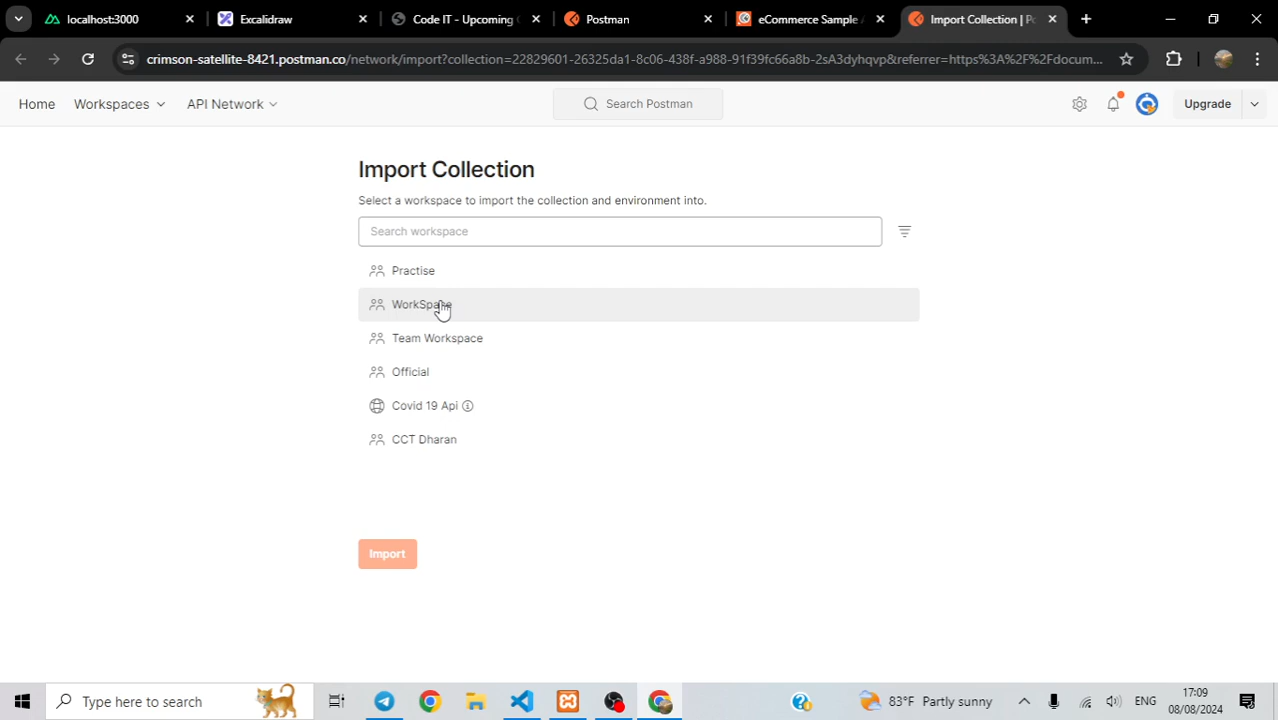 localhost:3000
Excalidraw
Code IT - Upcoming
Postman
eCommerce Sample
Import Collection | P
crimson-satellite-8421.postman.co/network/import?collection=22829601-26325da1-8c06-438f-a988-91f39fc66a8b-2sA3dyhqvp&referrer=https%3A%2F%2Fdocum...
Home
Workspaces
API Network
Search Postman
Upgrade
Import Collection
Select a workspace to import the collection and environment into.
Search workspace
Practise
WorkSpace
Team Workspace
Official
Covid 19 Api
CCT Dharan
Import
Type here to search
83°F Partly sunny
ENG
17:09
08/08/2024